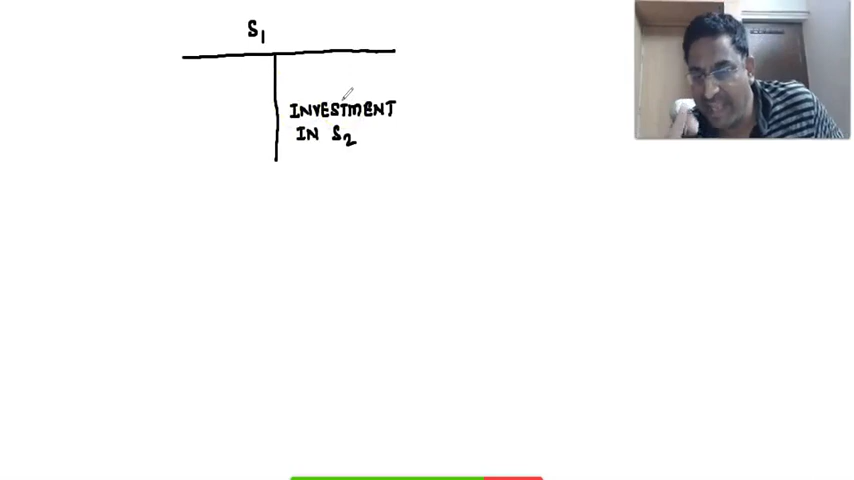 S1
INVESTMENT
IN S2